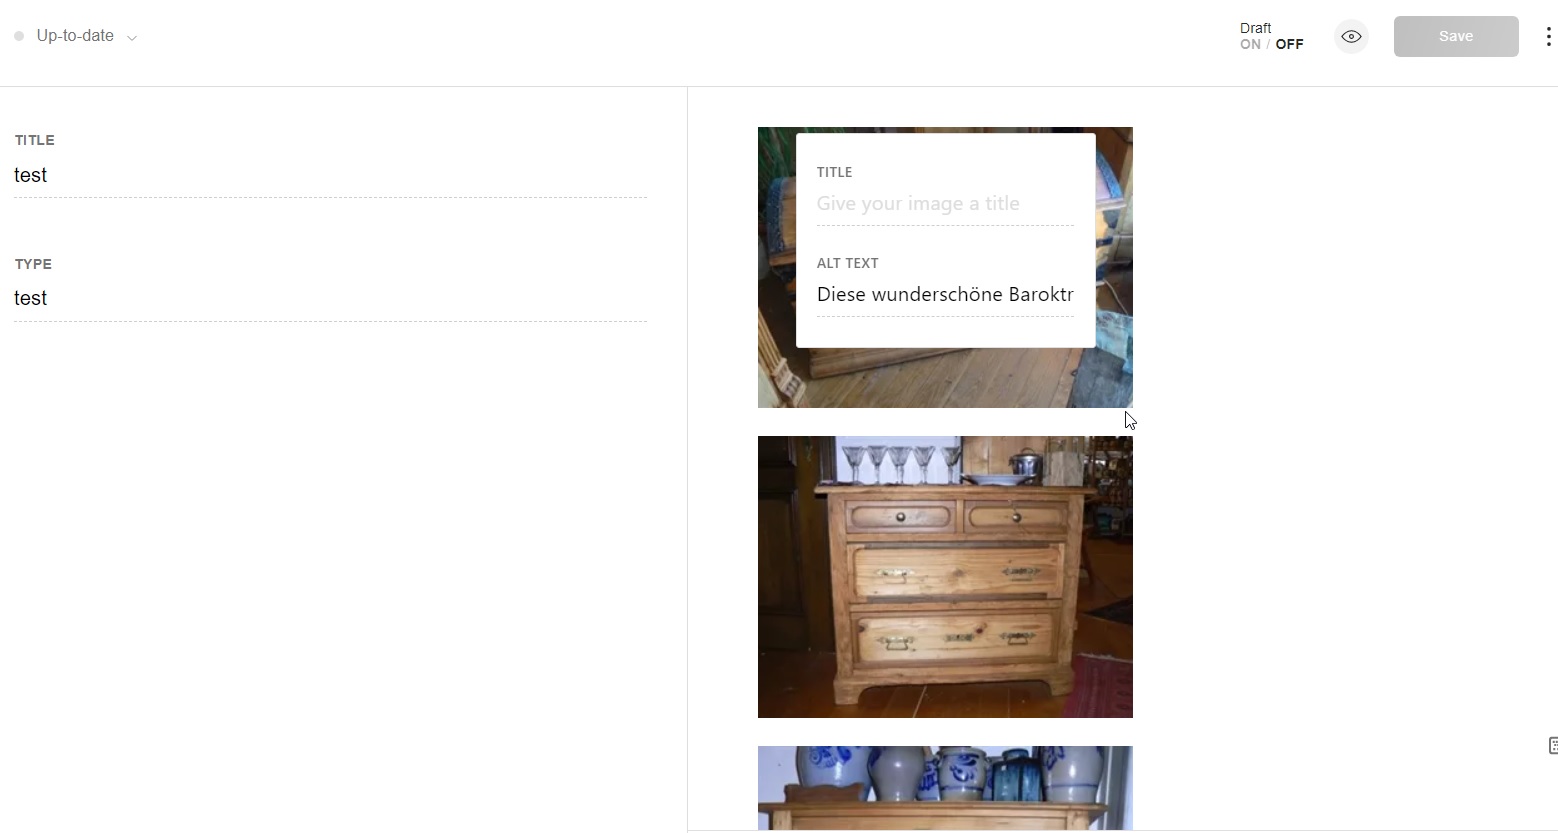 Up-to-date
Draft
ON / OFF
Save
TITLE
test
TYPE
test
TITLE
Give your image a title
ALT TEXT
Diese wunderschöne Baroktr